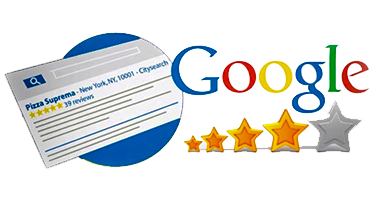 Pizza Suprema - New York, NY, 10001 - Citysearch
39 reviews
Google